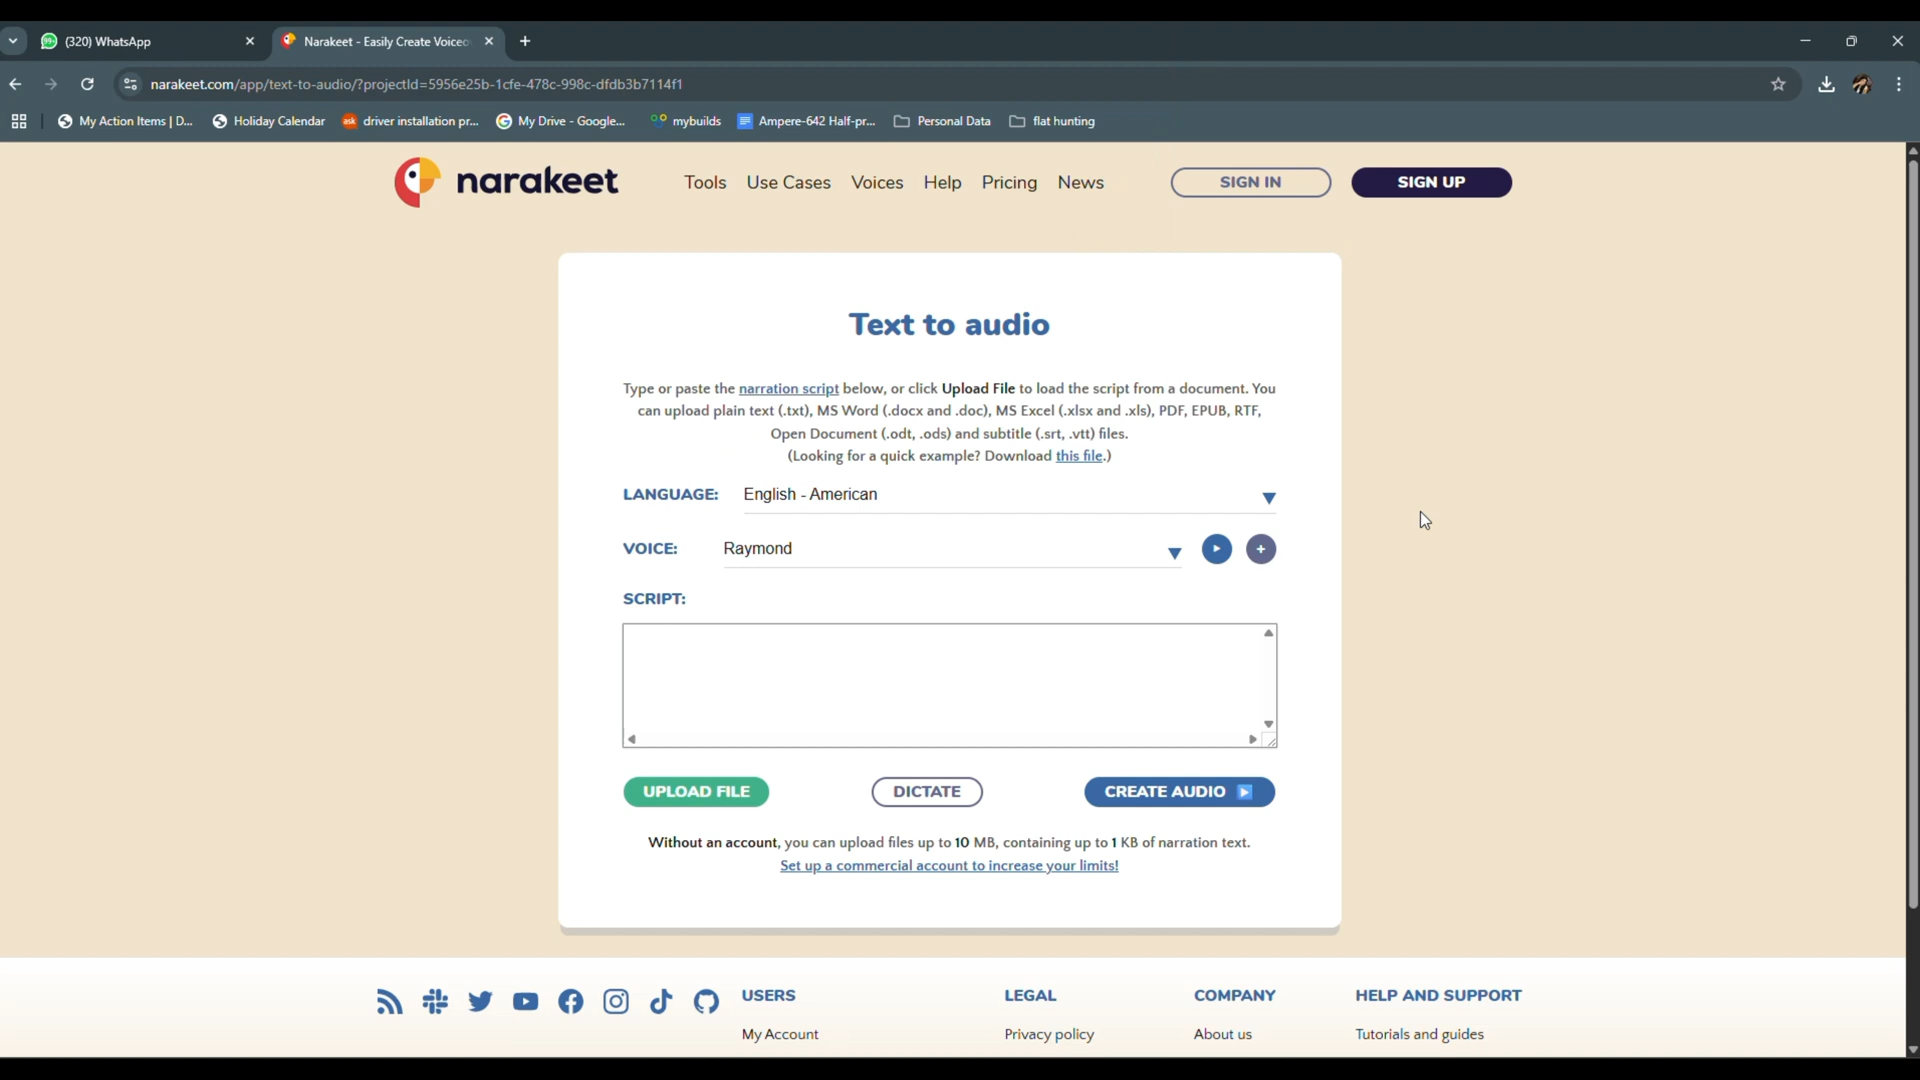 (320) WhatsApp
Narakeet - Easily Create Voiceo
narakeet.com/app/text-to-audio/?projectId=5956e25b-1cfe-478c-998c-dfdb3b7114f1
My Action Items | D... Holiday Calendar ask driver installation pr... My Drive - Google... mybuilds Ampere-642 Half-pr... Personal Data flat hunting
narakeet Tools Use Cases Voices Help Pricing News SIGN IN SIGN UP
Text to audio
Type or paste the narration script below, or click Upload File to load the script from a document. You
can upload plain text (.txt), MS Word (.docx and .doc), MS Excel (.xlsx and .xls), PDF, EPUB, RTF,
Open Document (.odt, .ods) and subtitle (.srt, .vtt) files.
(Looking for a quick example? Download this file.)
LANGUAGE: English - American
VOICE: Raymond
SCRIPT:
UPLOAD FILE DICTATE CREATE AUDIO
Without an account, you can upload files up to 10 MB, containing up to 1 KB of narration text.
Set up a commercial account to increase your limits!
USERS LEGAL COMPANY HELP AND SUPPORT
My Account Privacy policy About us Tutorials and guides